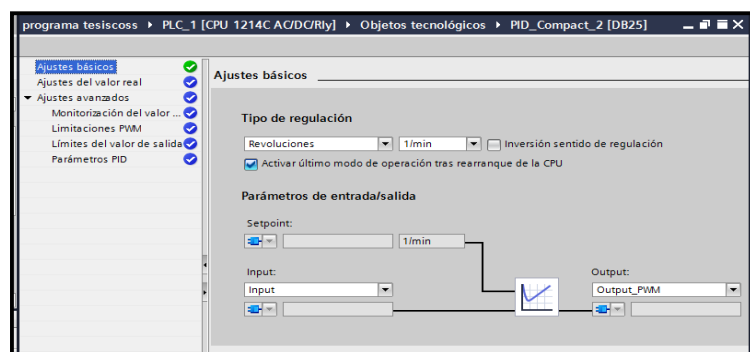 programa tesiscoss ▸ PLC_1 [CPU 1214C AC/DC/Rly] ▸ Objetos tecnológicos ▸ PID_Compact_2 [DB25]
Ajustes básicos
Ajustes del valor real
Ajustes avanzados
Monitorización del valor ...
Limitaciones PWM
Límites del valor de salida
Parámetros PID
Ajustes básicos
Tipo de regulación
Revoluciones 1/min Inversión sentido de regulación
Activar último modo de operación tras rearranque de la CPU
Parámetros de entrada/salida
Setpoint:
1/min
Input: Output:
Input Output_PWM